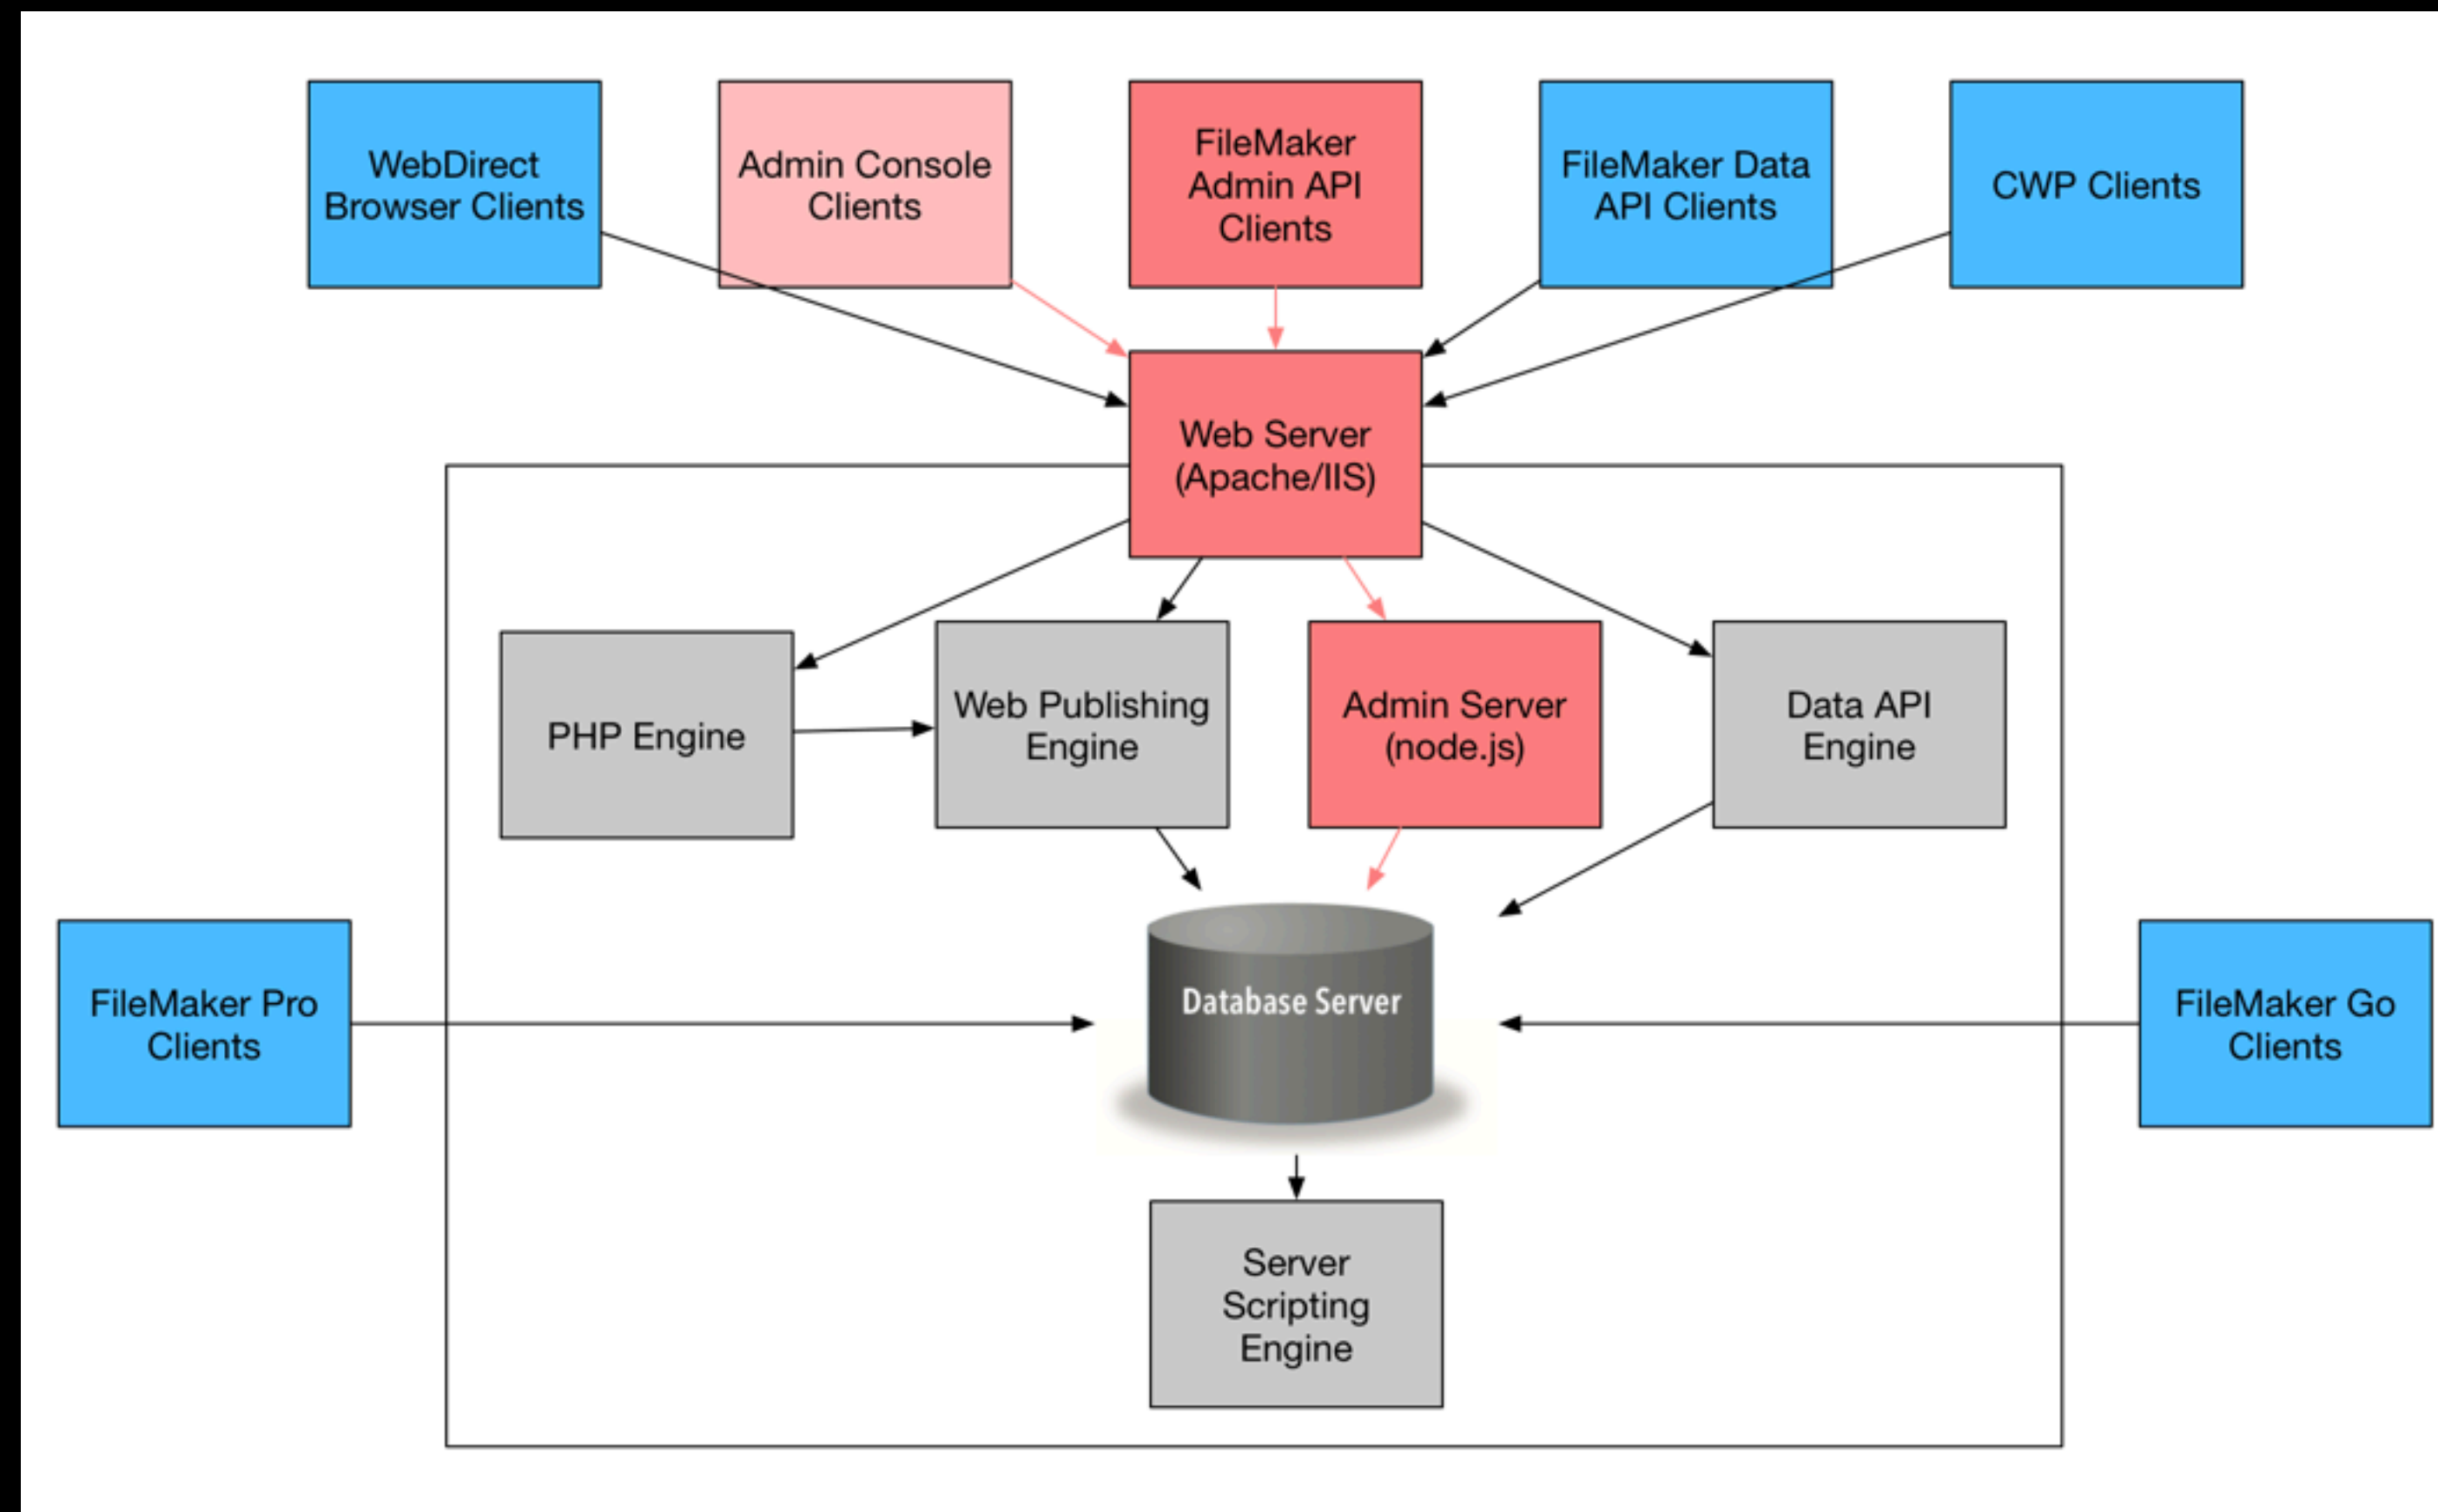 WebDirect
Browser Clients
Admin Console
Clients
FileMaker
Admin API
Clients
FileMaker Data
API Clients
CWP Clients
Web Server
(Apache/IIS)
PHP Engine
Web Publishing
Engine
Admin Server
(node.js)
Data API
Engine
FileMaker Pro
Clients
Database Server
FileMaker Go
Clients
Server
Scripting
Engine